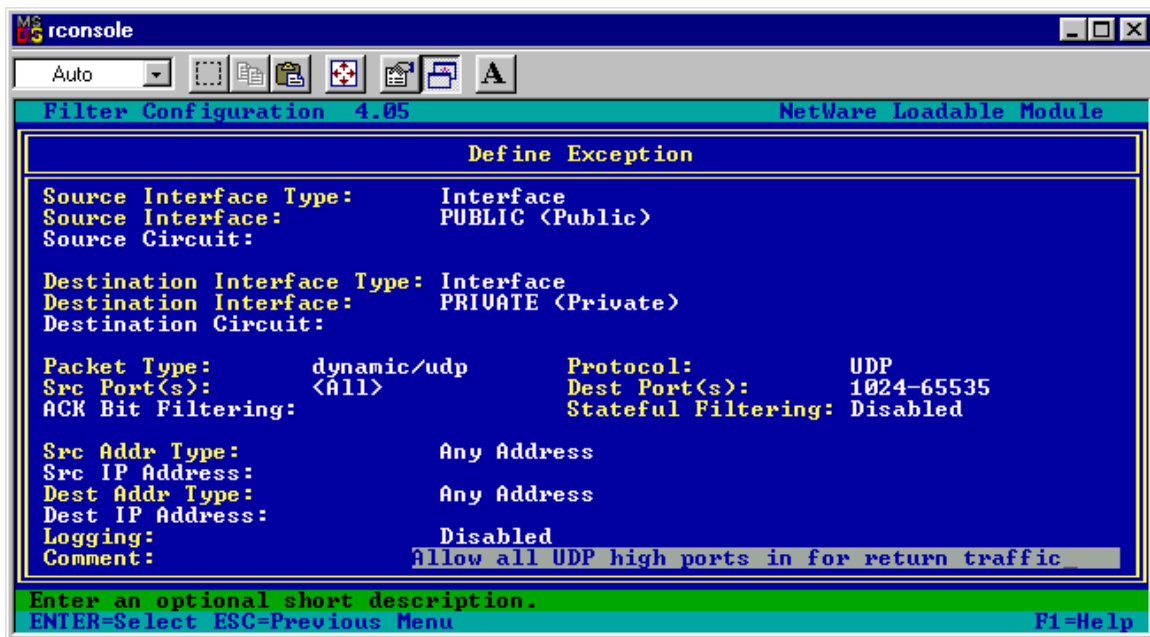 rconsole
Auto
A
Filter Configuration 4.05 NetWare Loadable Module
Define Exception
Source Interface Type: Interface
Source Interface: PUBLIC <Public>
Source Circuit:
Destination Interface Type: Interface
Destination Interface: PRIVATE <Private>
Destination Circuit:
Packet Type: dynamic/udp Protocol: UDP
Src Port(s): <All> Dest Port(s): 1024-65535
ACK Bit Filtering: Stateful Filtering: Disabled
Src Addr Type: Any Address
Src IP Address:
Dest Addr Type: Any Address
Dest IP Address:
Logging: Disabled
Comment: Allow all UDP high ports in for return traffic_
Enter an optional short description.
ENTER=Select ESC=Previous Menu F1=Help